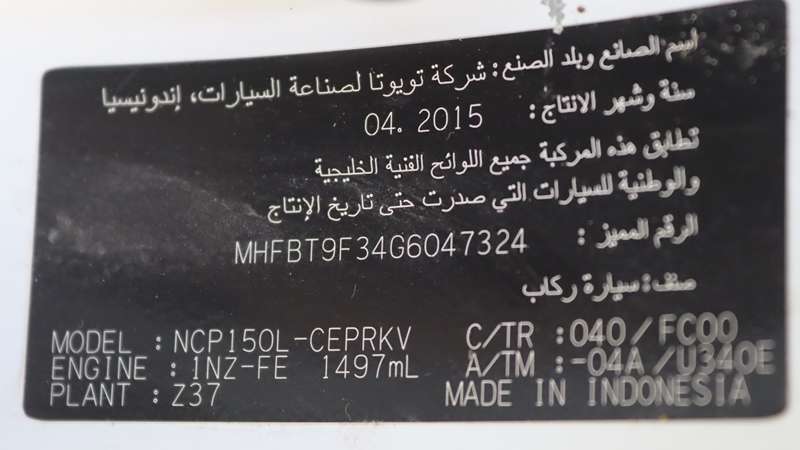 اسم الصانع وبلد الصنع: شركة تويوتا لصناعة السيارات، إندونيسيا
سنة وشهر الانتاج: 04. 2015
تطابق هذه المركبة جميع اللوائح الفنية الخليجية
والوطنية للسيارات التي صدرت حتى تاريخ الإنتاج
الرقم المميز: MHFBT9F34G6047324
صنف: سيارة ركاب
MODEL : NCP150L-CEPRKV C/TR : 040/FC00
ENGINE : 1NZ-FE 1497mL A/TM : -04A/U340E
PLANT : Z37 MADE IN INDONESIA